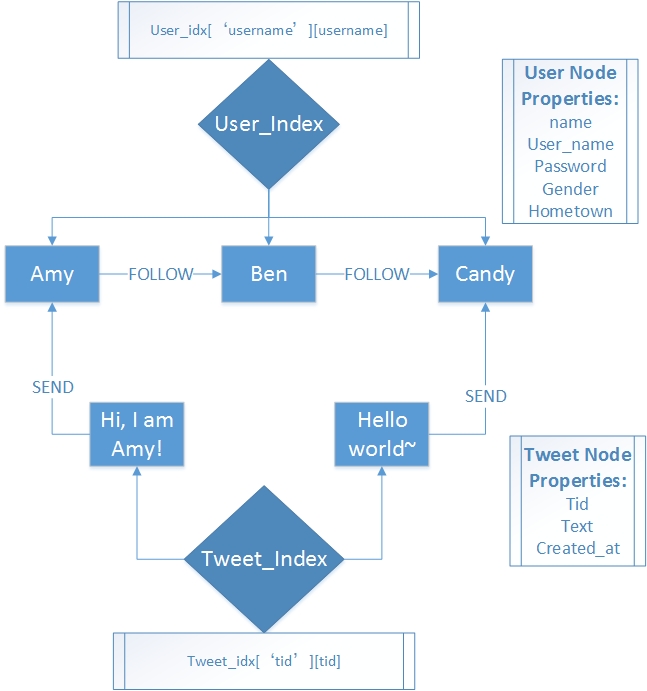 User_idx[‘username’][username]
User_Index
User Node
Properties:
name
User_name
Password
Gender
Hometown
Amy
FOLLOW
Ben
FOLLOW
Candy
SEND
SEND
Hi, I am
Amy!
Hello
world~
Tweet Node
Properties:
Tid
Text
Created_at
Tweet_Index
Tweet_idx[‘tid’][tid]